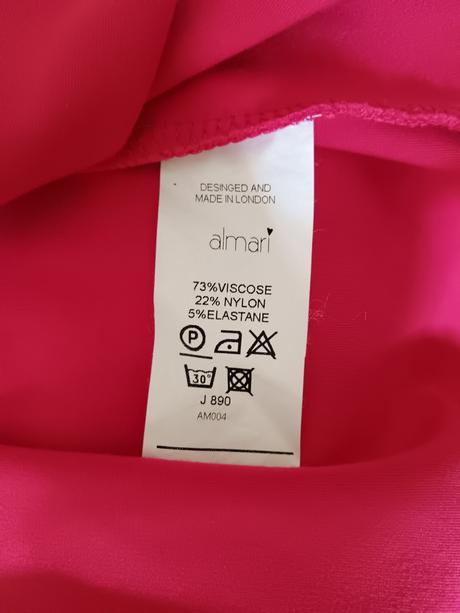 DESINGED AND
MADE IN LONDON
almari
73%VISCOSE
22% NYLON
5%ELASTANE
P
30°
J 890
AM004